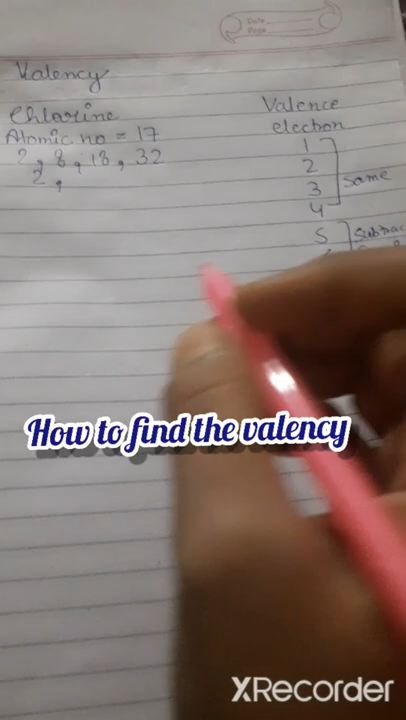 Date
Page
Valency
Chlorine
Atomic no = 17
2, 8, 18, 32
2,
Valence
electron
1
2
3
4
same
5
Subtrac
How to find the valency
XRecorder